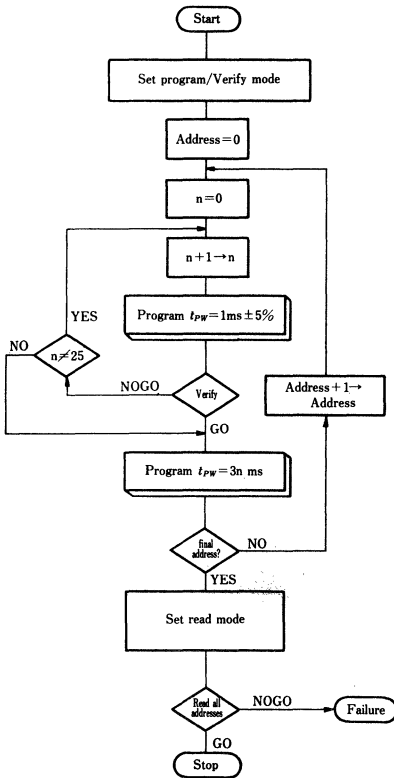 Start
Set program/Verify mode
Address=0
n=0
n+1→n
Program tPW=1ms±5%
YES
NO
n≠25
NOGO
Verify
GO
Address+1→
Address
Program tPW=3n ms
final
address?
NO
YES
Set read mode
Read all
addresses
NOGO
Failure
GO
Stop